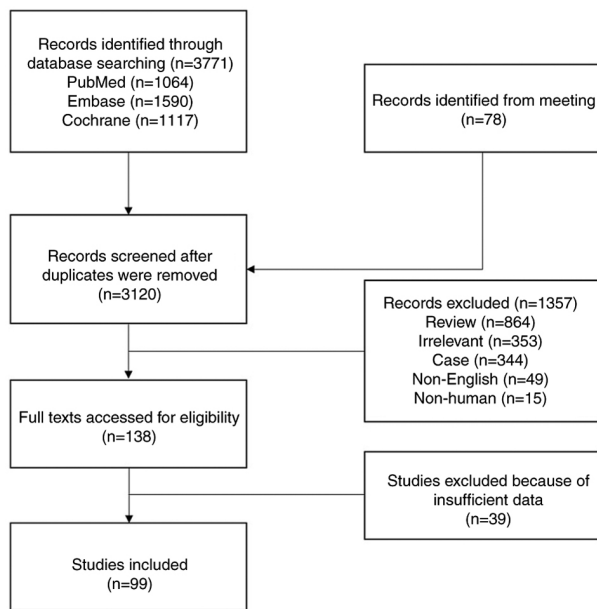 Records identified through
database searching (n=3771)
PubMed (n=1064)
Embase (n=1590)
Cochrane (n=1117)
Records identified from meeting
(n=78)
Records screened after
duplicates were removed
(n=3120)
Records excluded (n=1357)
Review (n=864)
Irrelevant (n=353)
Case (n=344)
Non-English (n=49)
Non-human (n=15)
Full texts accessed for eligibility
(n=138)
Studies excluded because of
insufficient data
(n=39)
Studies included
(n=99)